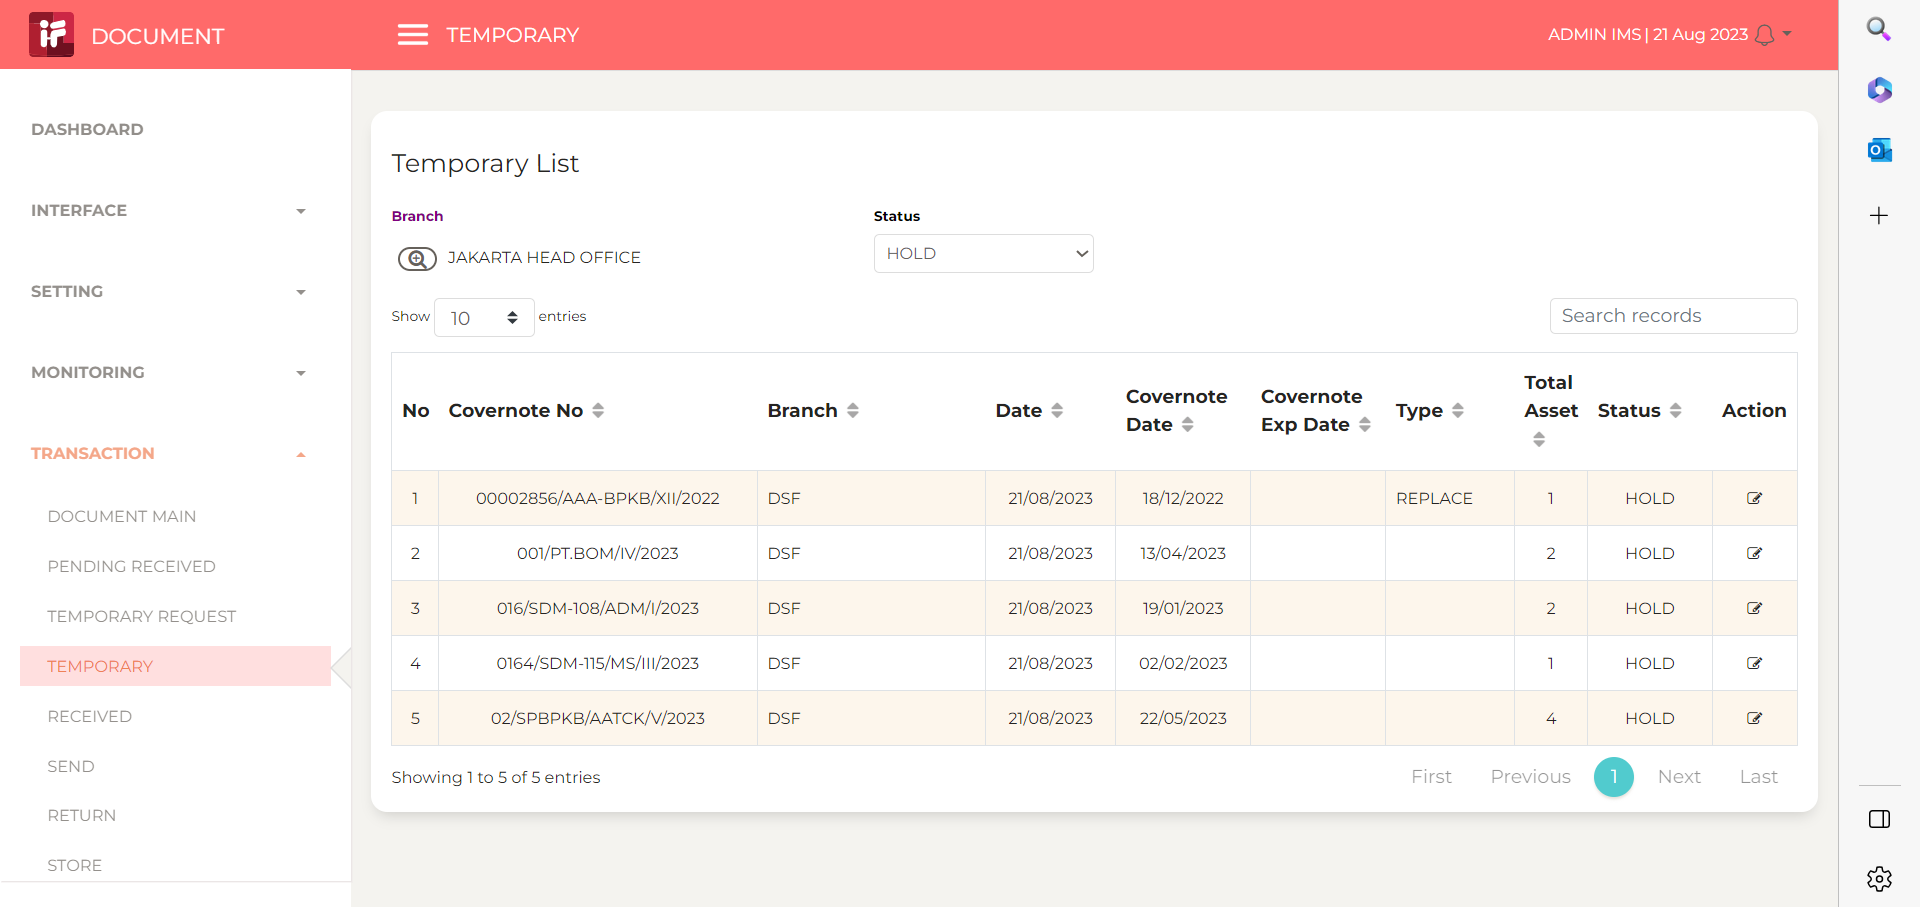 iF DOCUMENT
TEMPORARY
ADMIN IMS | 21 Aug 2023
DASHBOARD
INTERFACE
SETTING
MONITORING
TRANSACTION
DOCUMENT MAIN
PENDING RECEIVED
TEMPORARY REQUEST
TEMPORARY
RECEIVED
SEND
RETURN
STORE
Temporary List
Branch
JAKARTA HEAD OFFICE
Status
HOLD
Show 10 entries
Search records
No Covernote No Branch Date Covernote Date Covernote Exp Date Type Total Asset Status Action
1 00002856/AAA-BPKB/XII/2022 DSF 21/08/2023 18/12/2022 REPLACE 1 HOLD
2 001/PT.BOM/IV/2023 DSF 21/08/2023 13/04/2023 2 HOLD
3 016/SDM-108/ADM/I/2023 DSF 21/08/2023 19/01/2023 2 HOLD
4 0164/SDM-115/MS/III/2023 DSF 21/08/2023 02/02/2023 1 HOLD
5 02/SPBPKB/AATCK/V/2023 DSF 21/08/2023 22/05/2023 4 HOLD
Showing 1 to 5 of 5 entries
First Previous 1 Next Last